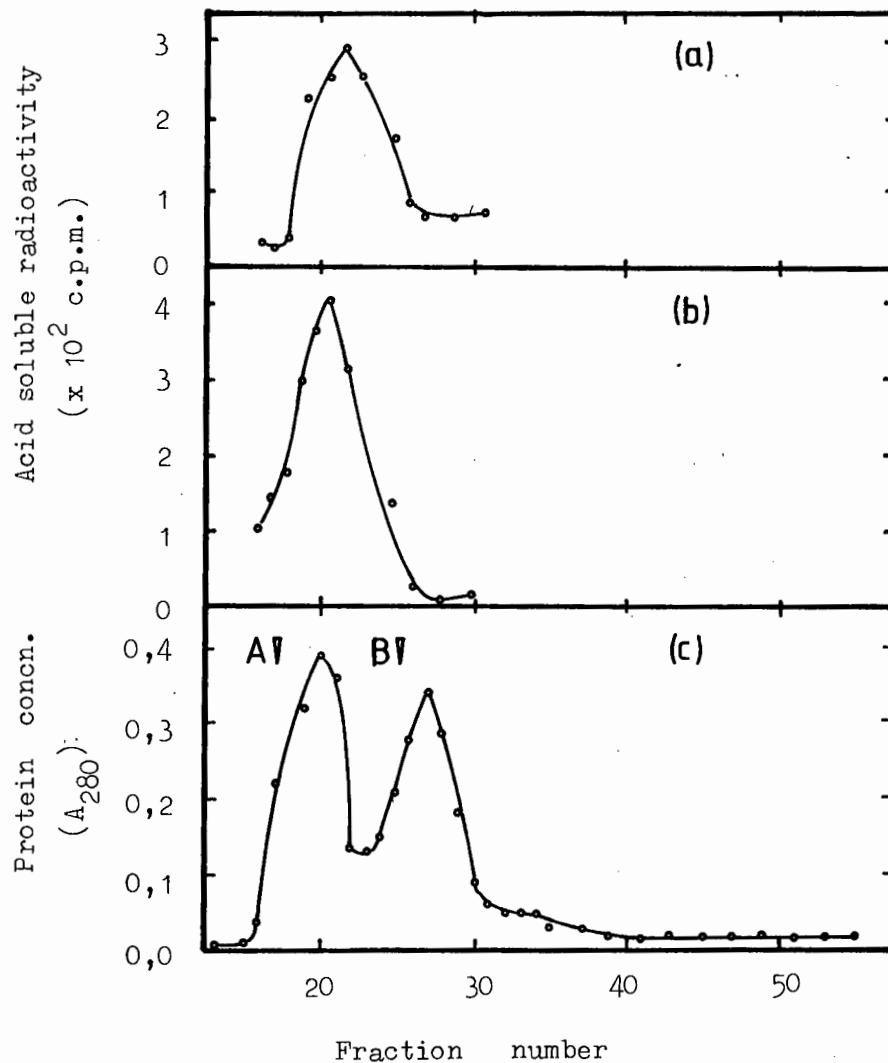 Acid soluble radioactivity
(x 10² c.p.m.)
3
2
1
0
(a)
4
3
2
1
0
(b)
Protein concn.
(A₂₈₀):
0,4
0,3
0,2
0,1
0,0
A
B
(c)
20
30
40
50
Fraction number